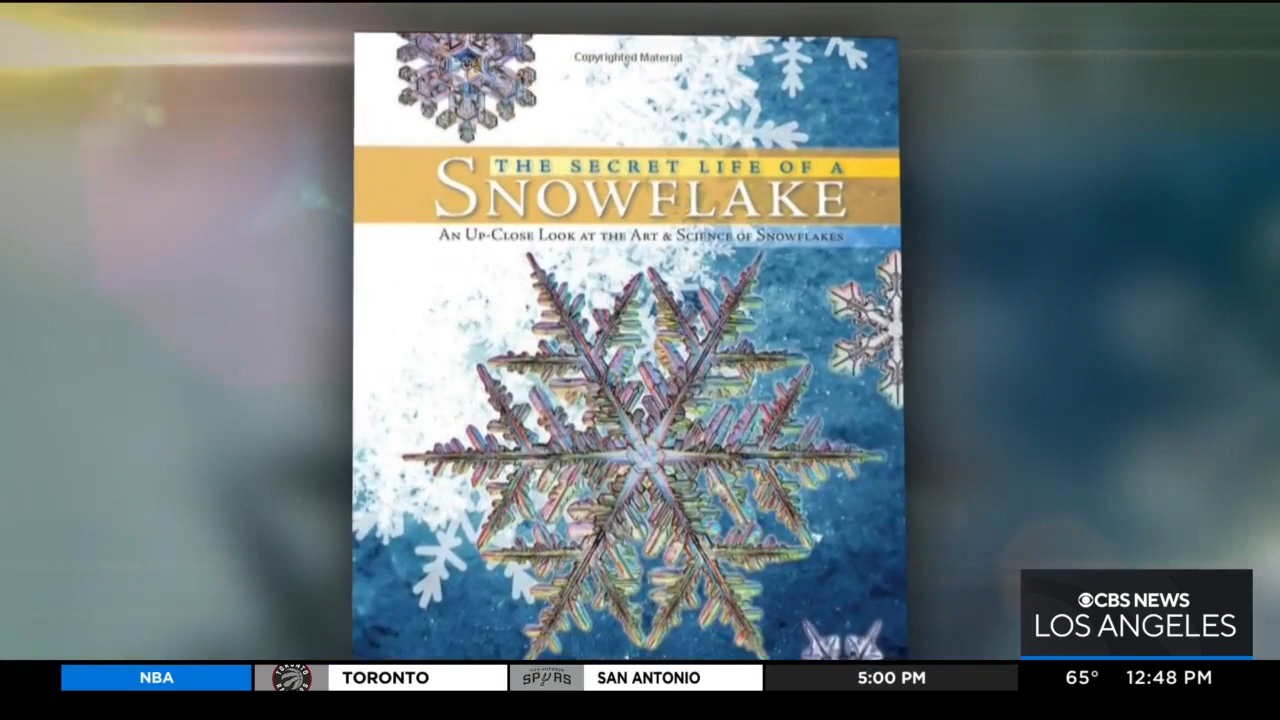 Copyrighted Material
THE SECRET LIFE OF A
SNOWFLAKE
AN UP-CLOSE LOOK AT THE ART & SCIENCE OF SNOWFLAKES
CBS NEWS
LOS ANGELES
NBA TORONTO SPURS SAN ANTONIO 5:00 PM 65° 12:48 PM